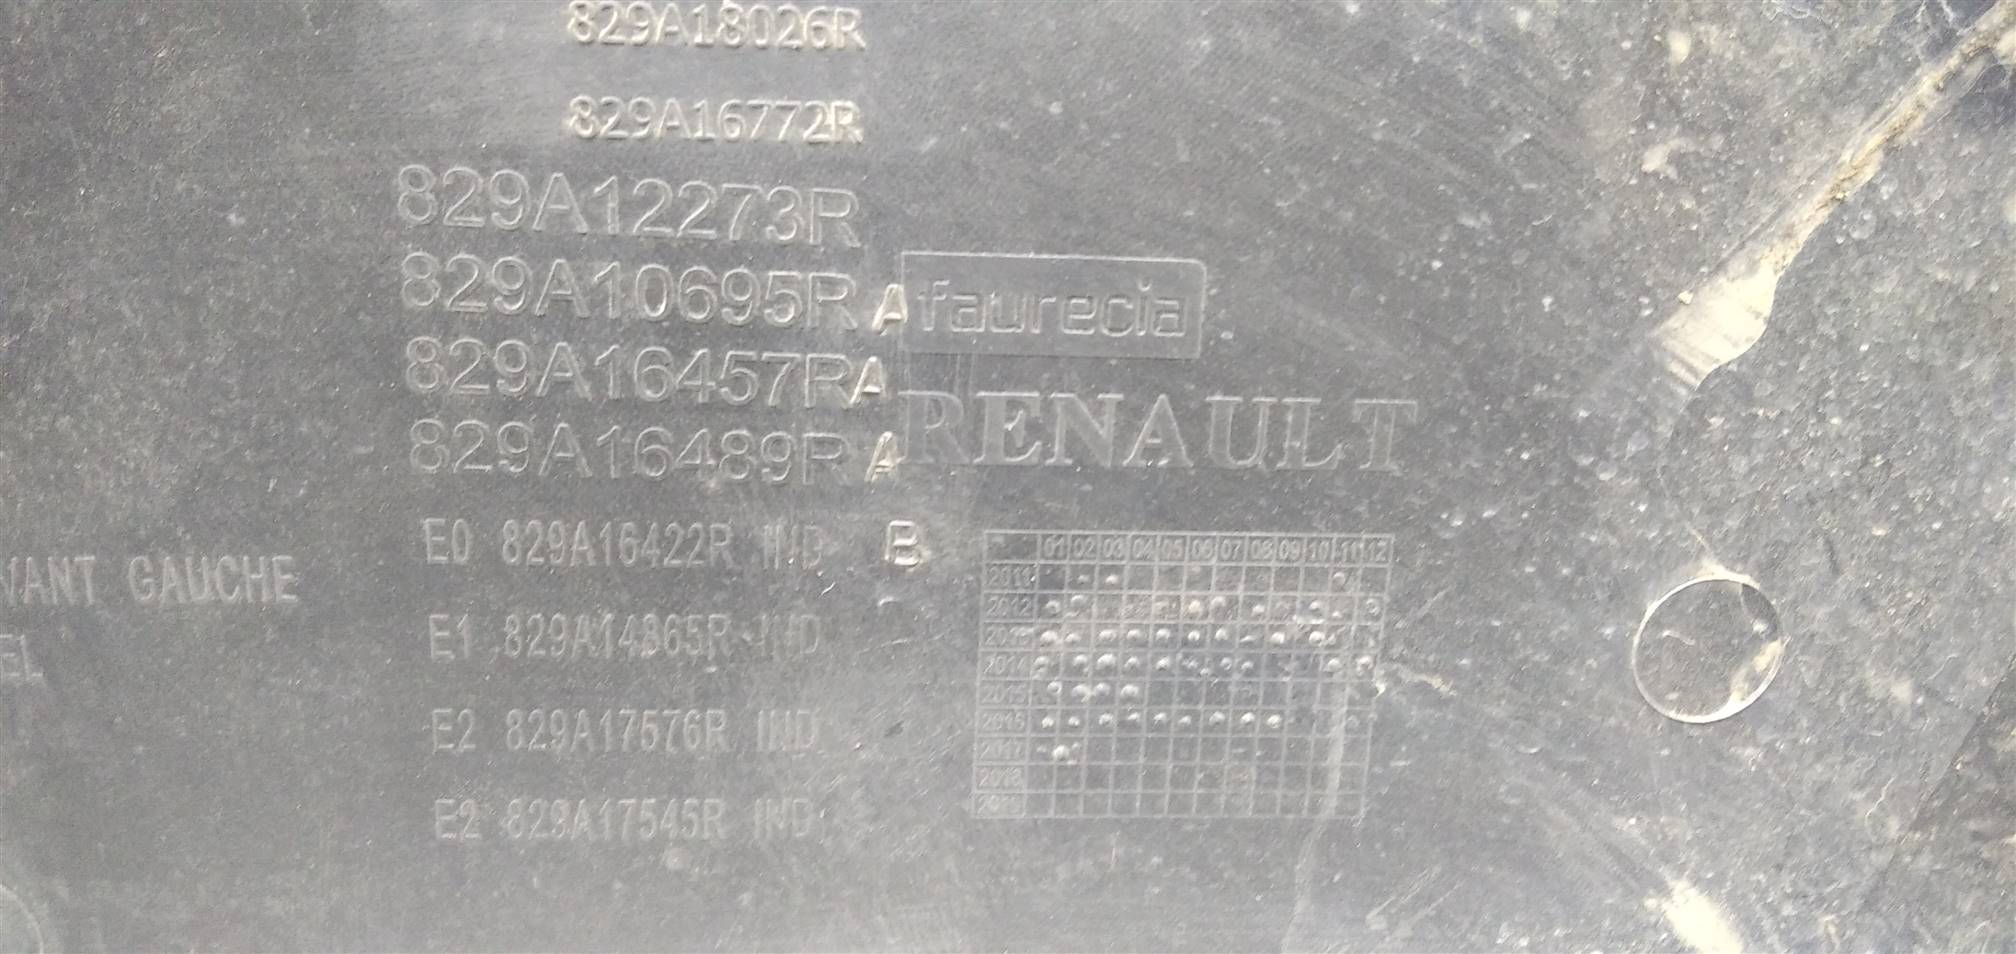 829A18026R
829A16772R
829A12273R
829A10695R A
faurecia
829A16457RA
RENAULT
829A16489R A
E0 829A16422R IND B
VANT GAUCHE
EL
E1 829A14865R IND
E2 829A17576R IND
E2 829A17545R IND
01 02 03 04 05 06 07 08 09 10 11 12
2011
2012
2013
2014
2015
2016
2017
2018
2019